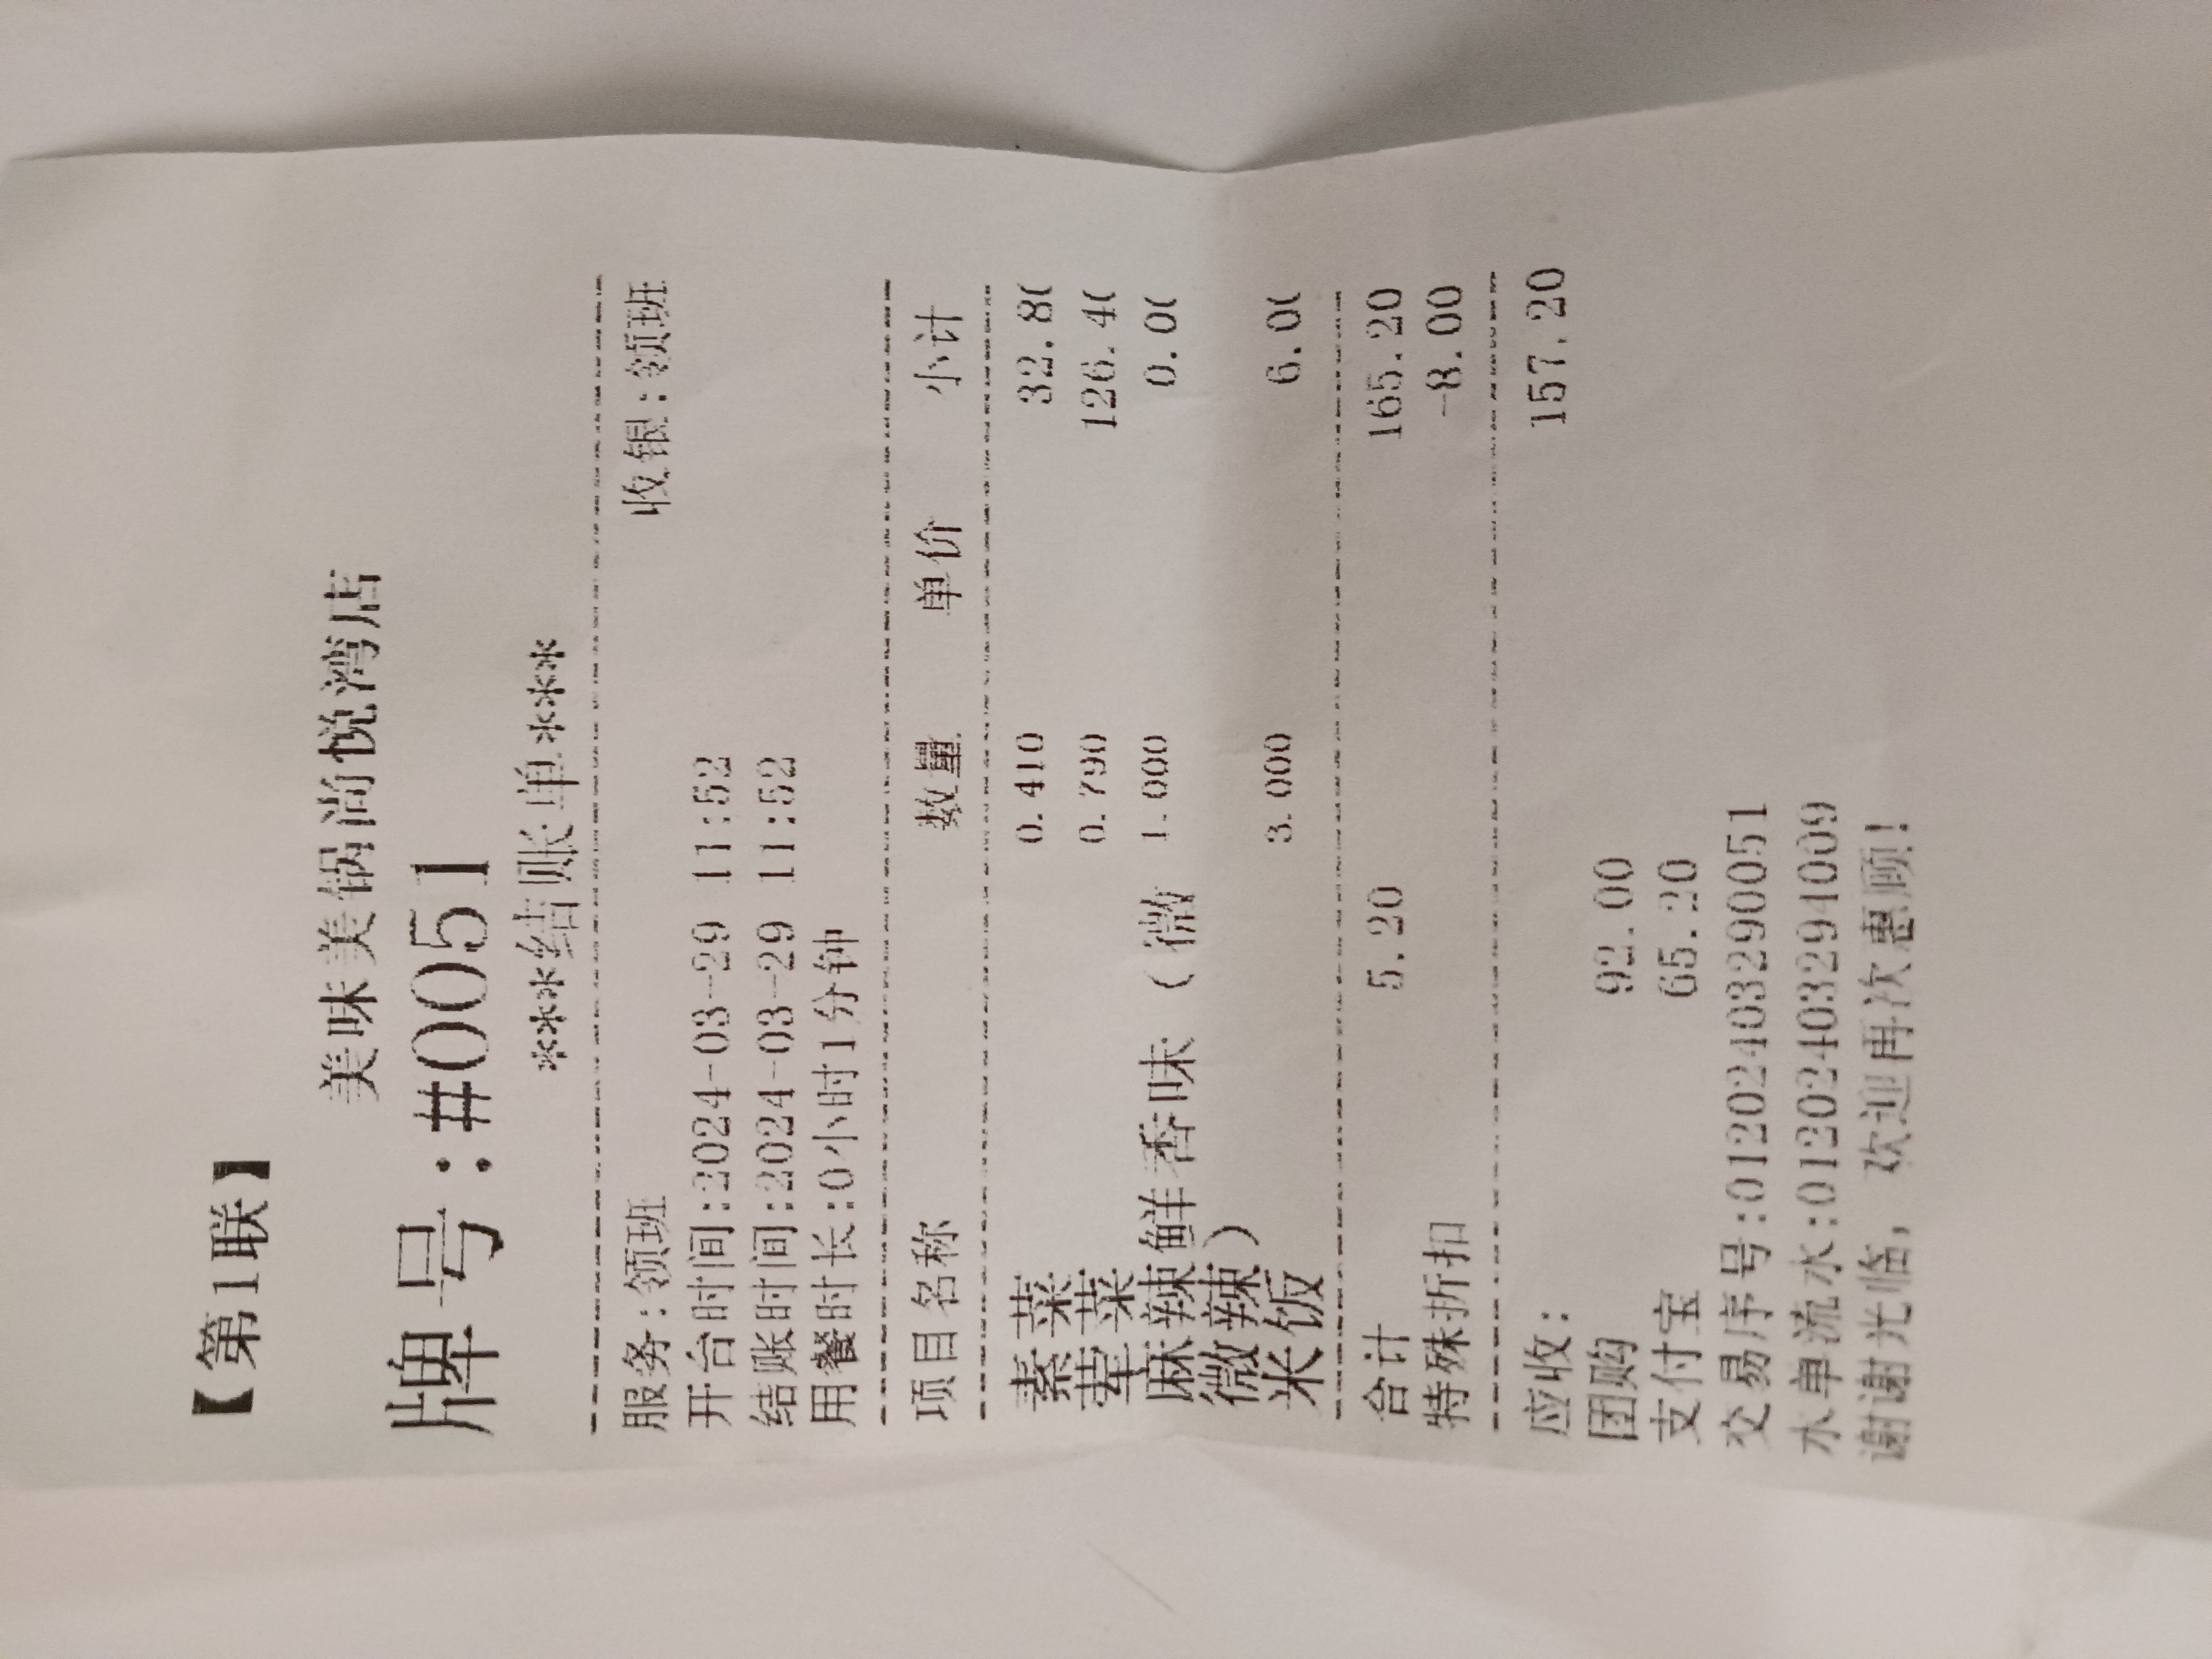 【第1联】
美味美锅尚悦湾店
牌号:#0051
***结账单***
服务:领班 收银:领班
开台时间:2024-03-29 11:52
结账时间:2024-03-29 11:52
用餐时长:0小时1分钟
项目名称 数量 单价 小计
素菜 0.410 32.8(
荤菜 0.790 126.4(
麻辣鲜香味（微 1.000 0.0(
微辣）
米饭 3.000 6.0(
合计 5.20 165.20
特殊折扣 -8.00
应收: 157.20
团购 92.00
支付宝 65.20
交易序号:01202403290051
水单流水:01202403294009
谢谢光临，欢迎再次惠顾！